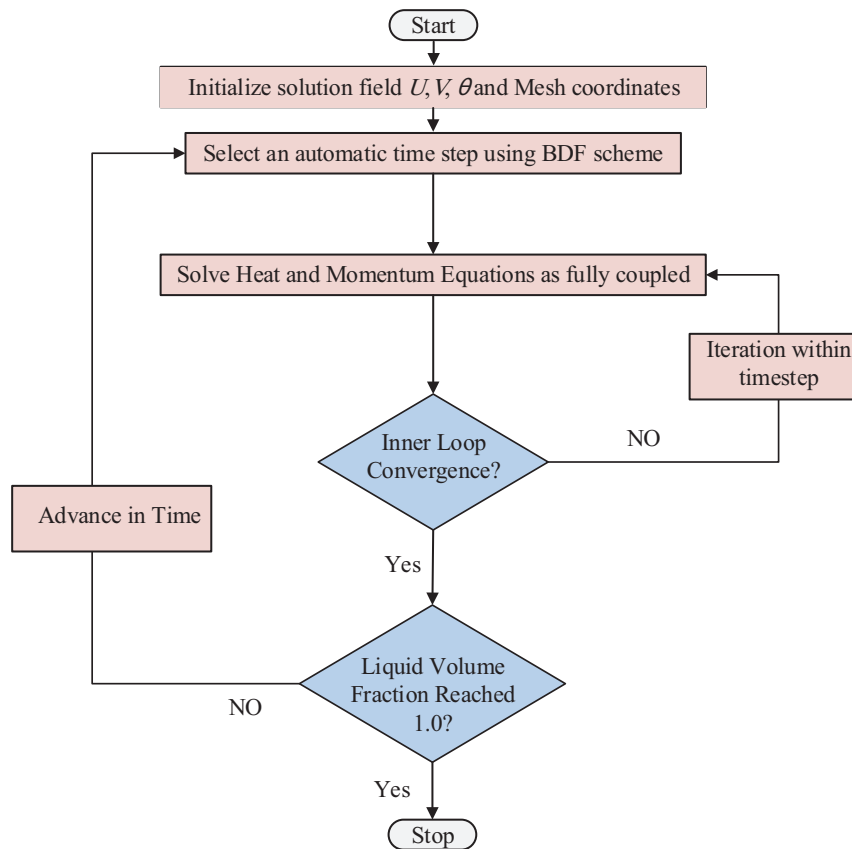 Start
Initialize solution field U, V, θ and Mesh coordinates
Select an automatic time step using BDF scheme
Solve Heat and Momentum Equations as fully coupled
Iteration within
timestep
Inner Loop
Convergence?
NO
Advance in Time
Yes
Liquid Volume
Fraction Reached
1.0?
NO
Yes
Stop